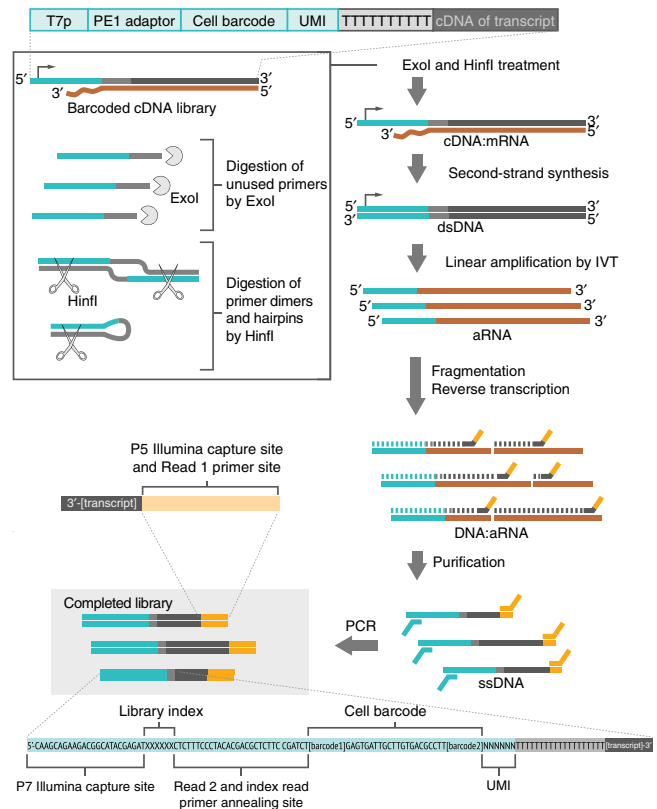 T7p PE1 adaptor Cell barcode UMI TTTTTTTTTT cDNA of transcript
5′ 3′
3′ 5′
Barcoded cDNA library
ExoI
Digestion of
unused primers
by ExoI
HinfI
Digestion of
primer dimers
and hairpins
by HinfI
ExoI and HinfI treatment
5′ 3′
3′ 5′
cDNA:mRNA
Second-strand synthesis
5′ 3′
3′ 5′
dsDNA
Linear amplification by IVT
5′ 3′
5′ 3′
5′ 3′
aRNA
Fragmentation
Reverse transcription
DNA:aRNA
Purification
P5 Illumina capture site
and Read 1 primer site
3′-[transcript]
Completed library
PCR
ssDNA
Library index Cell barcode
5′-CAAGCAGAAGACGGCATACGAGATXXXXXXCTCTTTCCCTACACGACGCTCTTC CGATCT[barcode1]GAGTGATTGCTTGTGACGCCTT[barcode2]NNNNNNTTTTTTTTTTTTTTTTTTT[transcript]-3′
P7 Illumina capture site
Read 2 and index read
primer annealing site
UMI